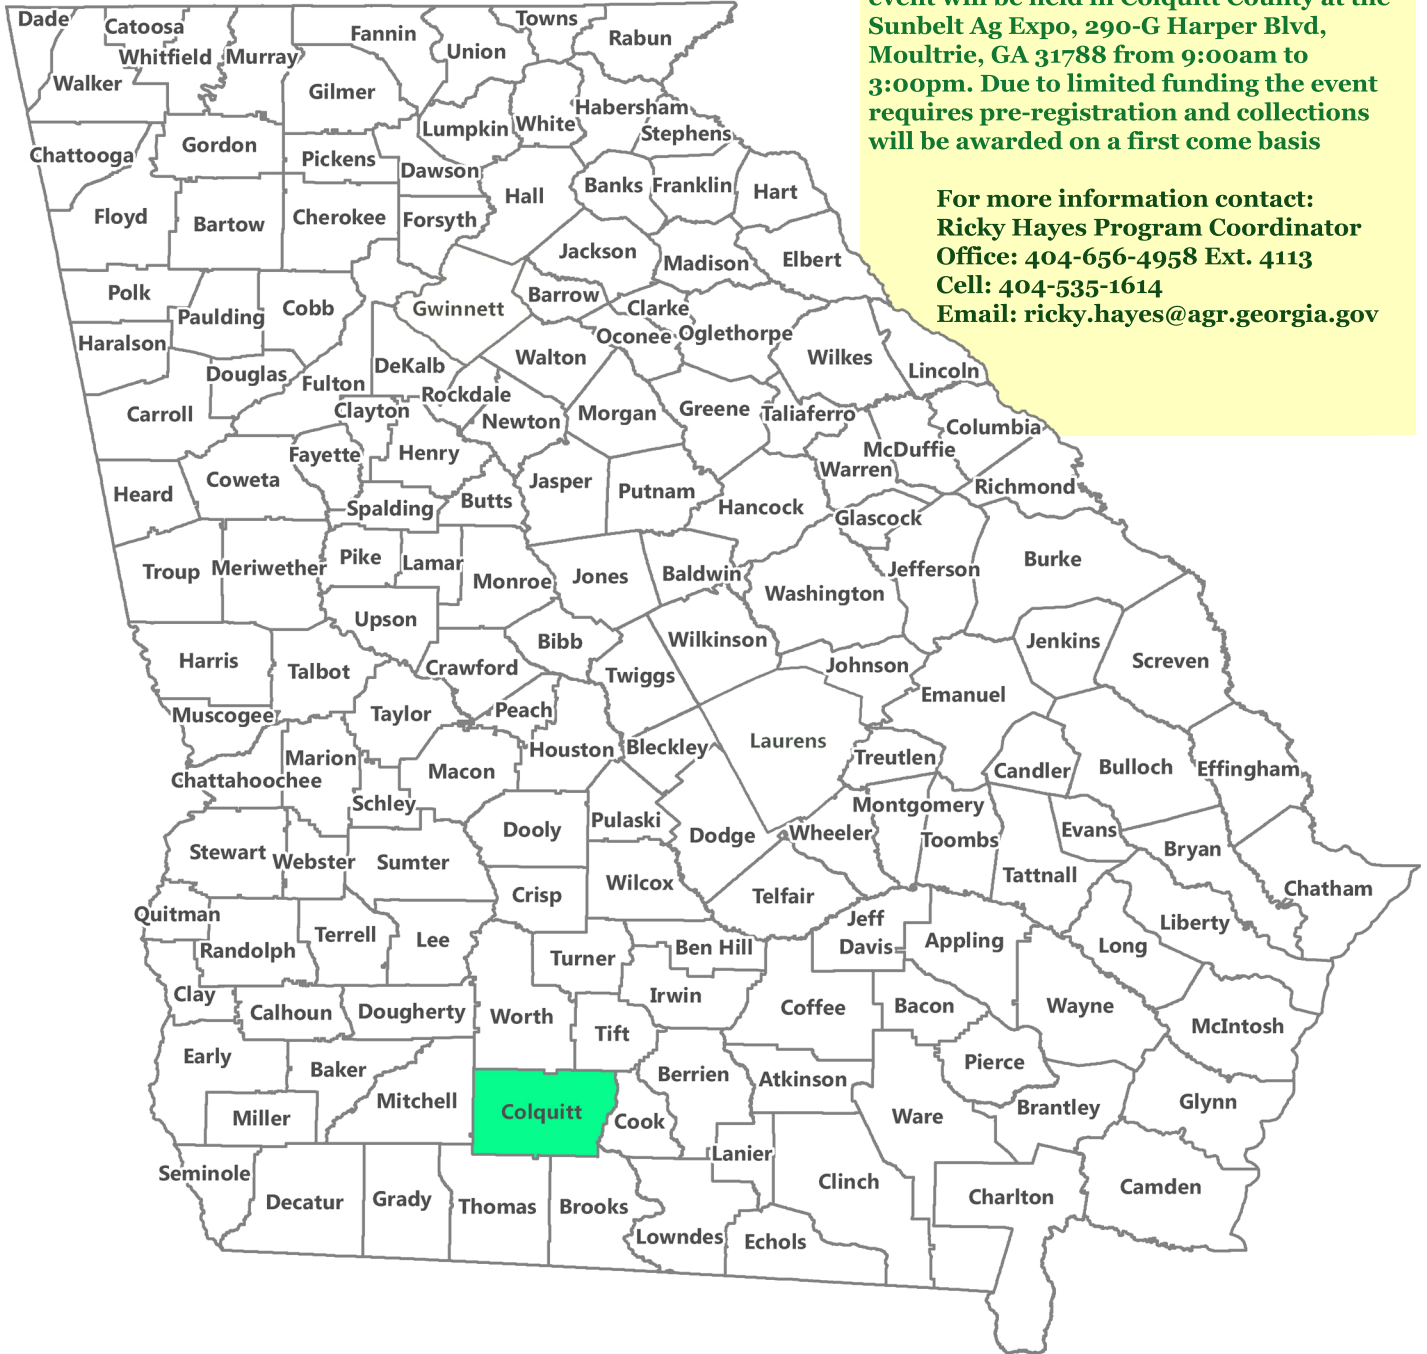 event will be held in Colquitt County at the
Sunbelt Ag Expo, 290-G Harper Blvd,
Moultrie, GA 31788 from 9:00am to
3:00pm. Due to limited funding the event
requires pre-registration and collections
will be awarded on a first come basis
For more information contact:
Ricky Hayes Program Coordinator
Office: 404-656-4958 Ext. 4113
Cell: 404-535-1614
Email: ricky.hayes@agr.georgia.gov
Dade
Catoosa
Fannin
Towns
Union
Rabun
Whitfield
Murray
Walker
Gilmer
Habersham
Lumpkin
White
Stephens
Chattooga
Gordon
Pickens
Dawson
Hall
Banks
Franklin
Hart
Floyd
Bartow
Cherokee
Forsyth
Jackson
Madison
Elbert
Polk
Paulding
Cobb
Gwinnett
Barrow
Clarke
Oconee
Oglethorpe
Haralson
Walton
Wilkes
Lincoln
Douglas
Fulton
DeKalb
Rockdale
Carroll
Clayton
Newton
Morgan
Greene
Taliaferro
Columbia
McDuffie
Fayette
Henry
Warren
Heard
Coweta
Spalding
Butts
Jasper
Putnam
Hancock
Richmond
Glascock
Troup
Meriwether
Pike
Lamar
Monroe
Jones
Baldwin
Washington
Jefferson
Burke
Upson
Bibb
Wilkinson
Jenkins
Screven
Harris
Talbot
Crawford
Twiggs
Johnson
Emanuel
Muscogee
Taylor
Peach
Houston
Bleckley
Laurens
Treutlen
Candler
Bulloch
Effingham
Chattahoochee
Marion
Macon
Schley
Dooly
Pulaski
Dodge
Wheeler
Montgomery
Toombs
Evans
Bryan
Stewart
Webster
Sumter
Crisp
Wilcox
Telfair
Tattnall
Chatham
Quitman
Randolph
Terrell
Lee
Turner
Ben Hill
Jeff
Davis
Appling
Long
Liberty
Clay
Calhoun
Dougherty
Worth
Irwin
Coffee
Bacon
Wayne
McIntosh
Tift
Early
Baker
Mitchell
Berrien
Atkinson
Pierce
Miller
Colquitt
Cook
Ware
Brantley
Glynn
Seminole
Lanier
Decatur
Grady
Thomas
Brooks
Clinch
Charlton
Camden
Lowndes
Echols